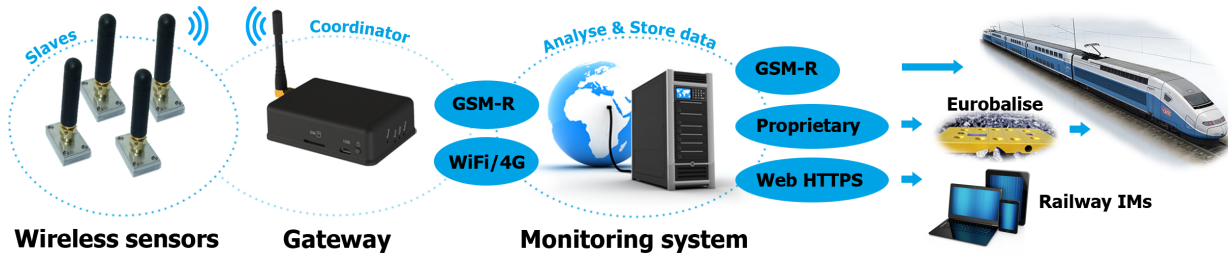 Slaves
Coordinator
Analyse & Store data
GSM-R
WiFi/4G
GSM-R
Proprietary
Web HTTPS
Eurobalise
Railway IMs
Wireless sensors
Gateway
Monitoring system